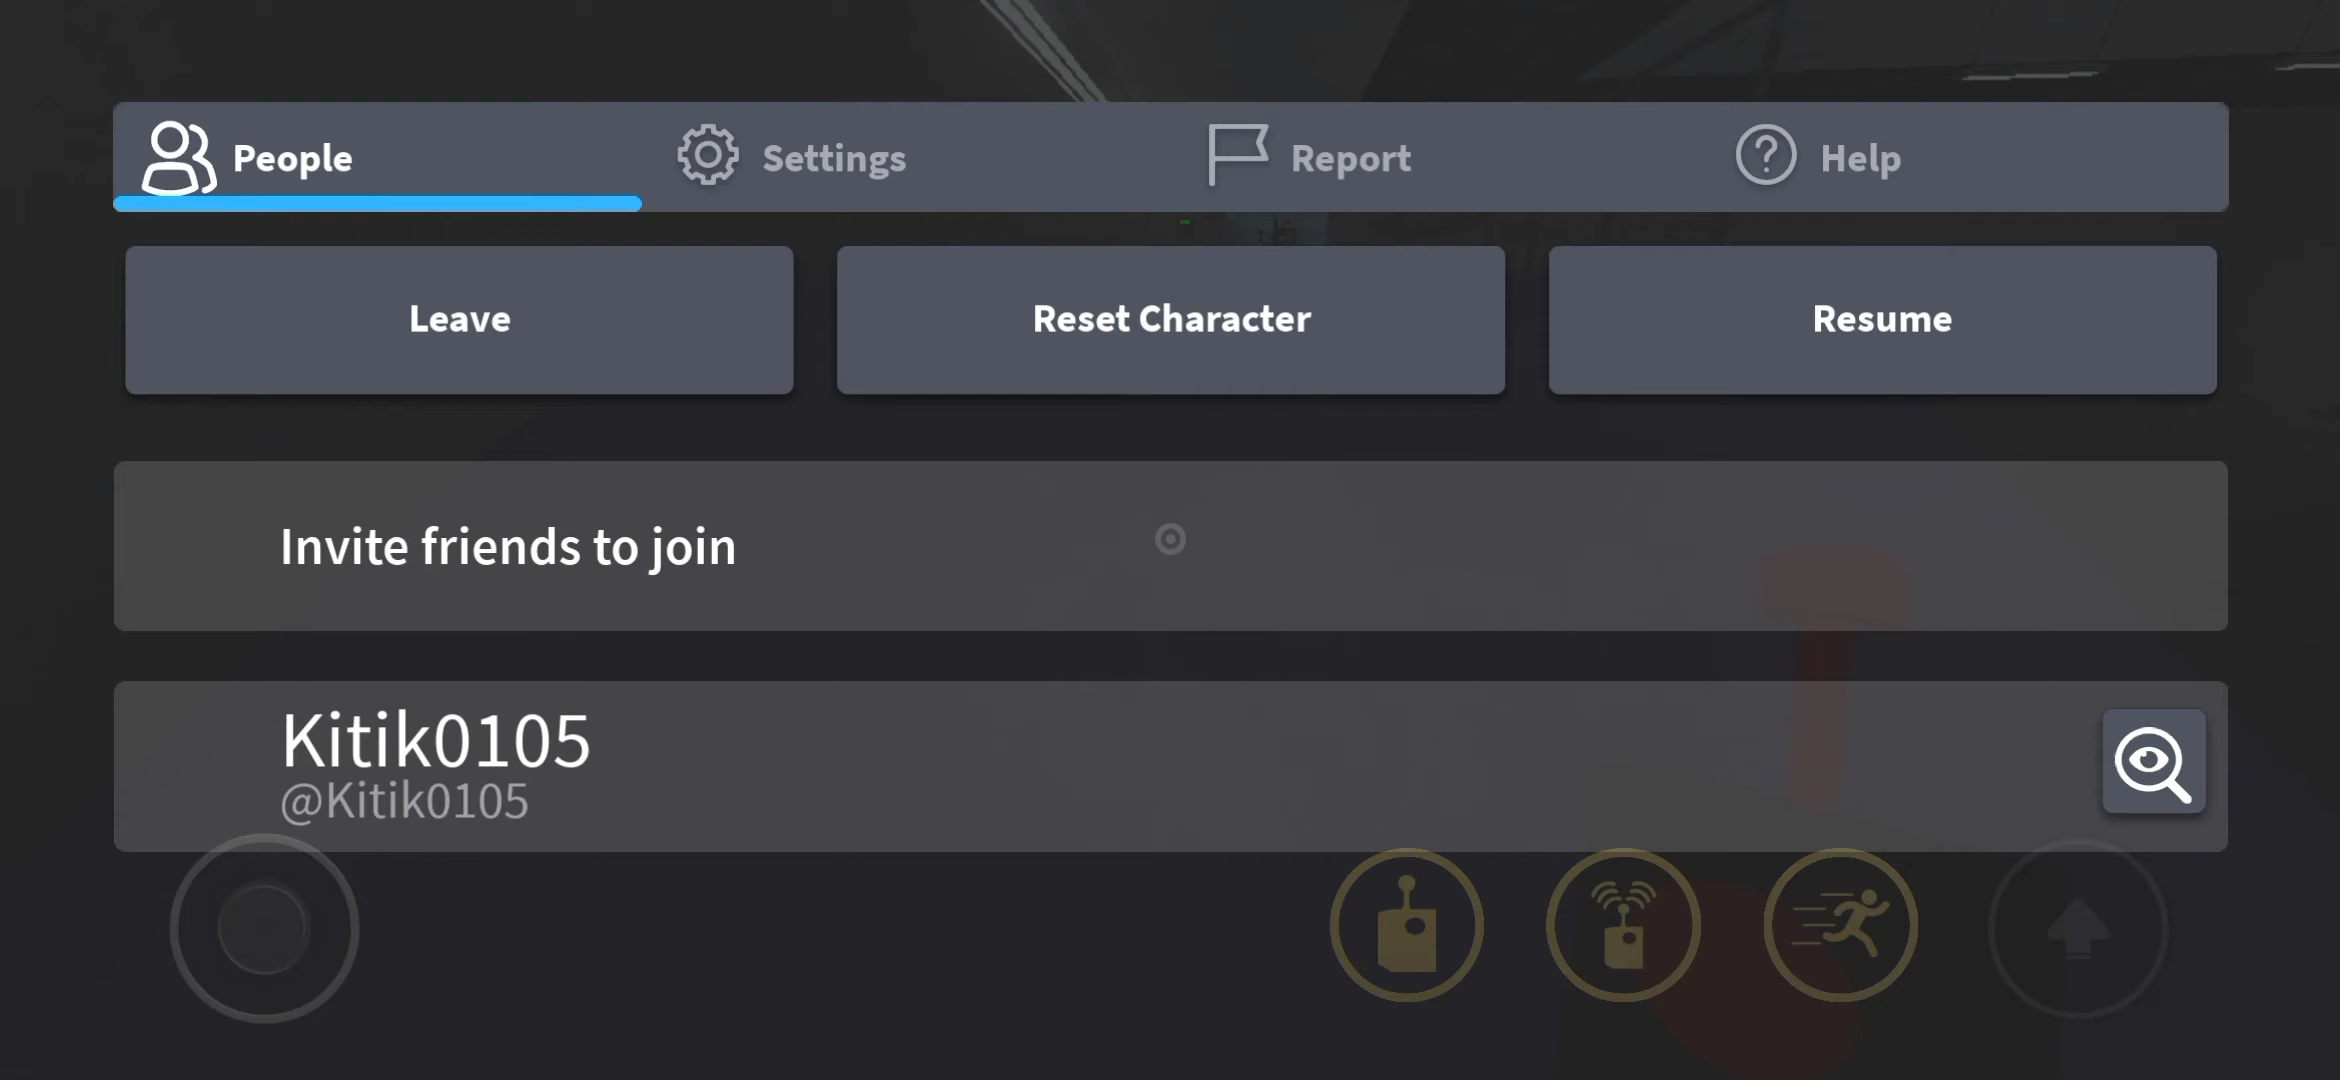 People
Settings
Report
Help
Leave
Reset Character
Resume
Invite friends to join
Kitik0105
@Kitik0105